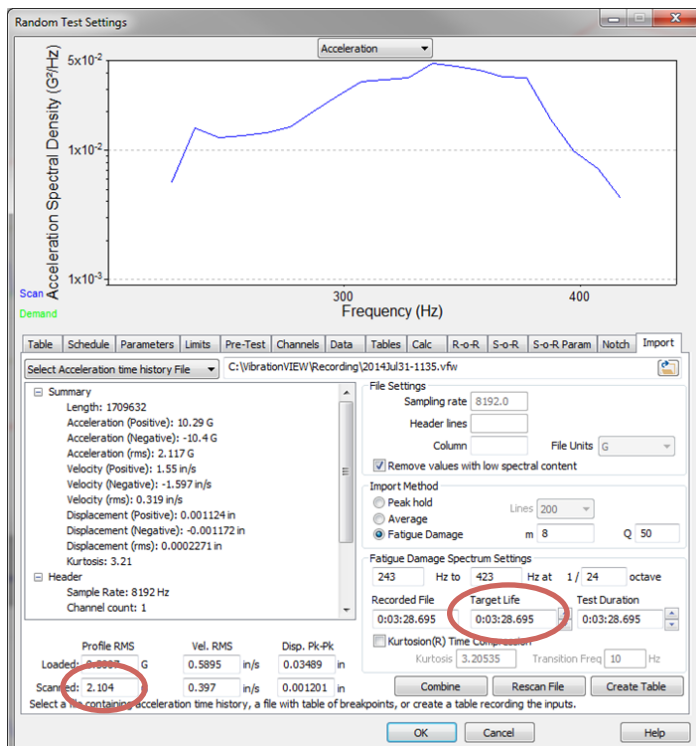 Random Test Settings
Acceleration
Acceleration Spectral Density (G²/Hz)
5x10⁻²
1x10⁻²
1x10⁻³
Scan
Demand
300
400
Frequency (Hz)
Table Schedule Parameters Limits Pre-Test Channels Data Tables Calc R-o-R S-o-R S-o-R Param Notch Import
Select Acceleration time history File
C:\VibrationVIEW\Recording\2014Jul31-1135.vfw
Summary
Length: 1709632
Acceleration (Positive): 10.29 G
Acceleration (Negative): -10.4 G
Acceleration (rms): 2.117 G
Velocity (Positive): 1.55 in/s
Velocity (Negative): -1.597 in/s
Velocity (rms): 0.319 in/s
Displacement (Positive): 0.001124 in
Displacement (Negative): -0.001172 in
Displacement (rms): 0.0002271 in
Kurtosis: 3.21
Header
Sample Rate: 8192 Hz
Channel count: 1
File Settings
Sampling rate 8192.0
Header lines
Column File Units G
Remove values with low spectral content
Import Method
Peak hold
Lines 200
Average
Fatigue Damage m 8 Q 50
Fatigue Damage Spectrum Settings
243 Hz to 423 Hz at 1 / 24 octave
Recorded File Target Life Test Duration
0:03:28.695 0:03:28.695 0:03:28.695
Kurtosion(R) Time Compression
Kurtosis 3.20535 Transition Freq 10 Hz
Profile RMS Vel. RMS Disp. Pk-Pk
Loaded: G 0.5895 in/s 0.03489 in
Scanned: 2.104 0.397 in/s 0.001201 in
Combine Rescan File Create Table
Select a file containing acceleration time history, a file with table of breakpoints, or create a table recording the inputs.
OK Cancel Help